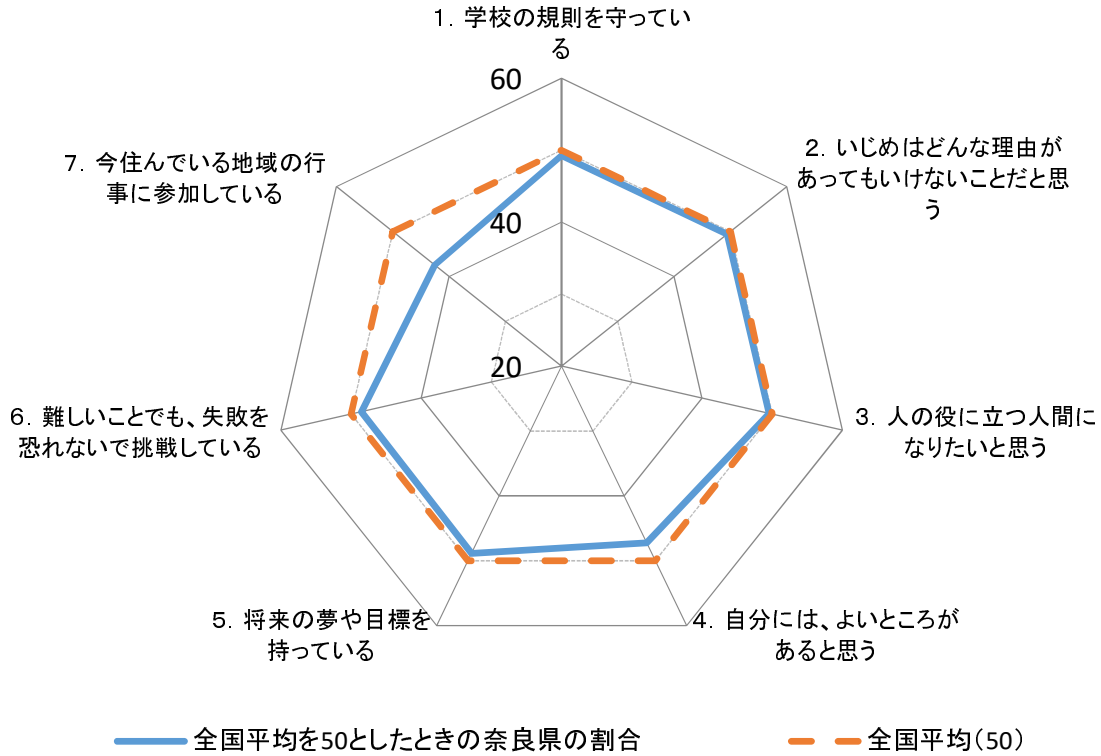 1．学校の規則を守ってい
る
60
2．いじめはどんな理由が
あってもいけないことだと思
う
7．今住んでいる地域の行
事に参加している
40
20
6．難しいことでも、失敗を
恐れないで挑戦している
3．人の役に立つ人間に
なりたいと思う
5．将来の夢や目標を
持っている
4．自分には、よいところが
あると思う
全国平均を50としたときの奈良県の割合
全国平均（50）